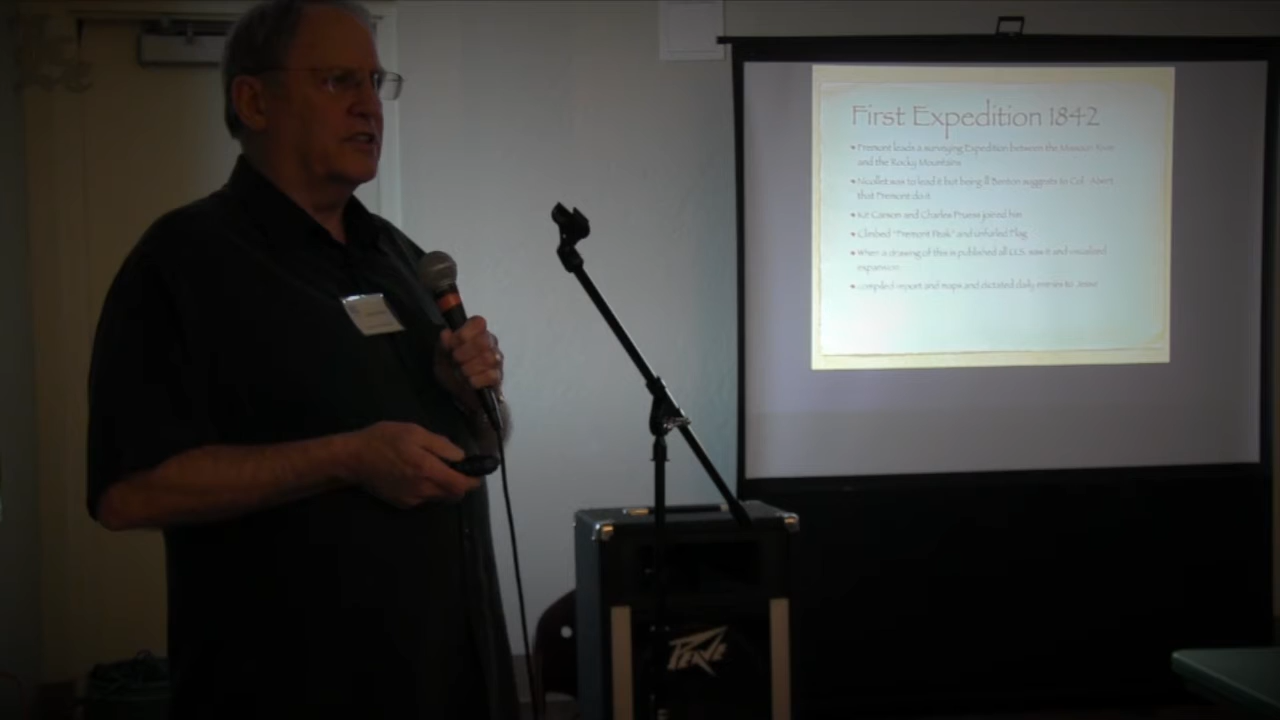 First Expedition 1842
Fremont leads a surveying Expedition between the Missouri River
and the Rocky Mountains
Nicollet was to lead it but being ill Benton suggests to Col. Abert
that Fremont do it
Kit Carson and Charles Pruess joined him
Climbed "Fremont Peak" and unfurled Flag
When a drawing of this is published all U.S. saw it and visualized
expansion
compiled report and maps and dictated daily entries to Jessie
PEAVEY